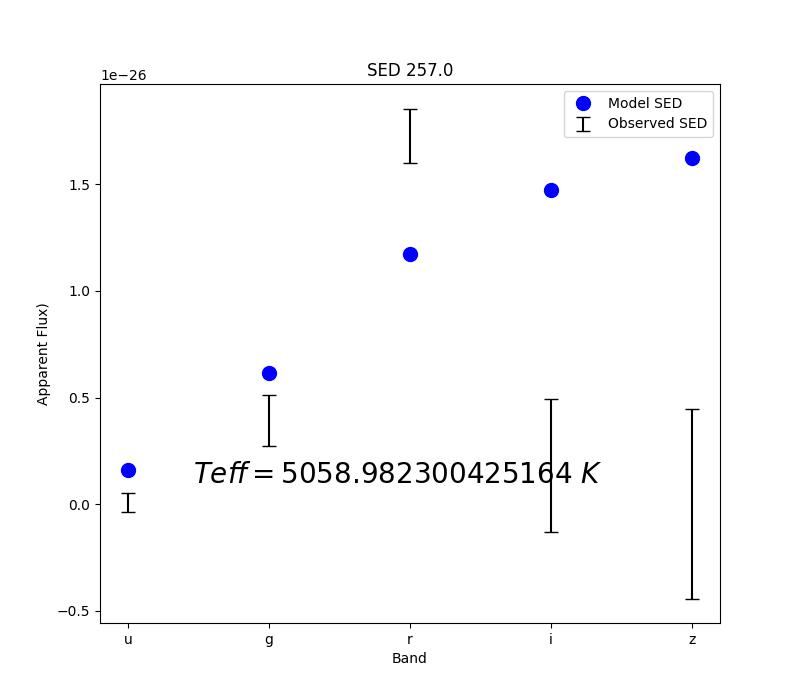 SED 257.0
1e−26
Model SED
Observed SED
1.5
1.0
0.5
0.0
−0.5
Apparent Flux)
Teff = 5058.982300425164 K
u g r i z
Band